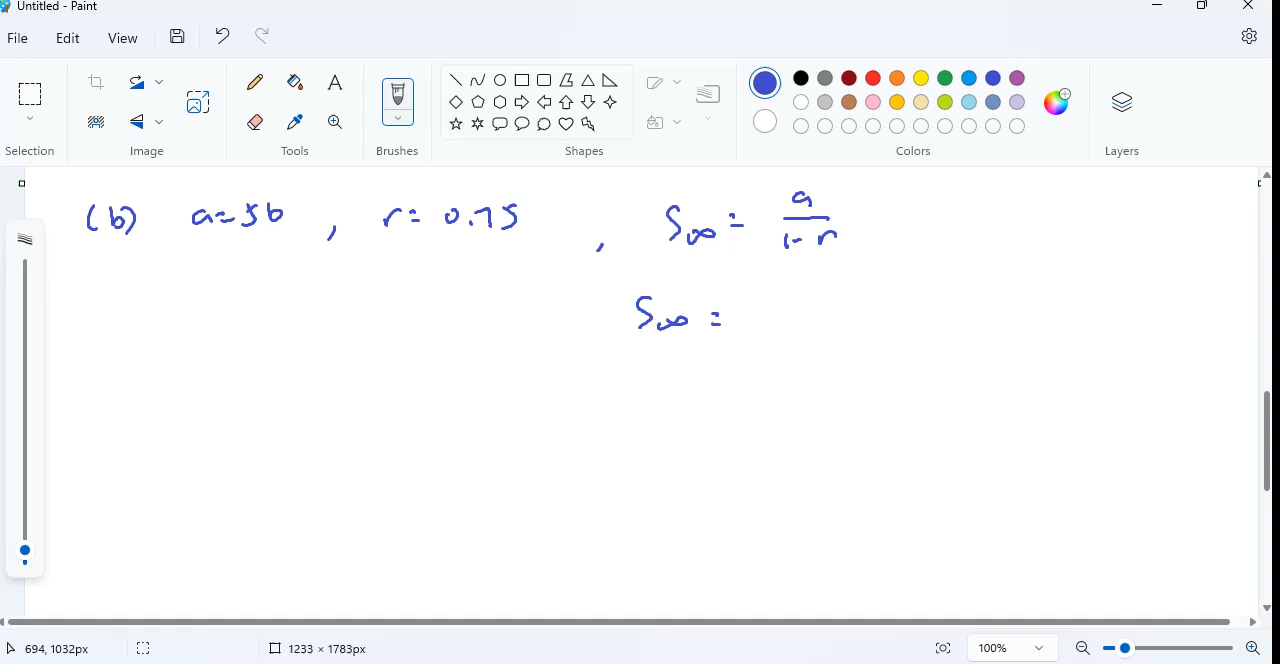 Untitled - Paint
File Edit View
Selection Image Tools Brushes Shapes Colors Layers
(b) a=56 , r= 0.75 , S∞ = a/(1-r)
S∞ =
694, 1032px 1233 × 1783px 100%